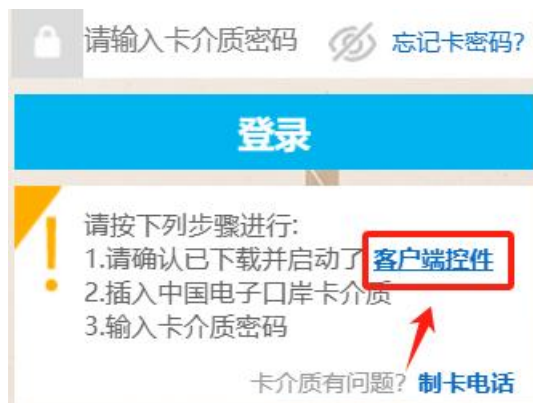 请输入卡介质密码 忘记卡密码?
登录
请按下列步骤进行:
1.请确认已下载并启动了 客户端控件
2.插入中国电子口岸卡介质
3.输入卡介质密码
卡介质有问题? 制卡电话